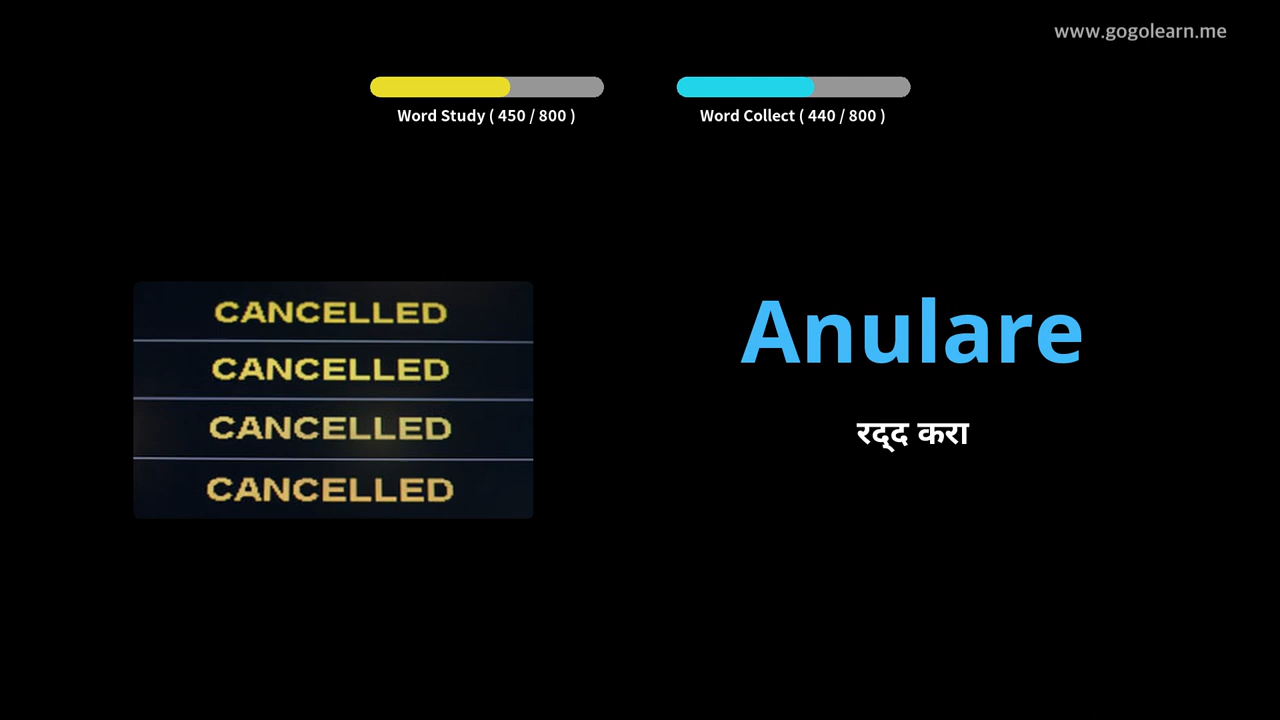 www.gogolearn.me
Word Study ( 450 / 800 )
Word Collect ( 440 / 800 )
CANCELLED
CANCELLED
CANCELLED
CANCELLED
Anulare
रद्द करा